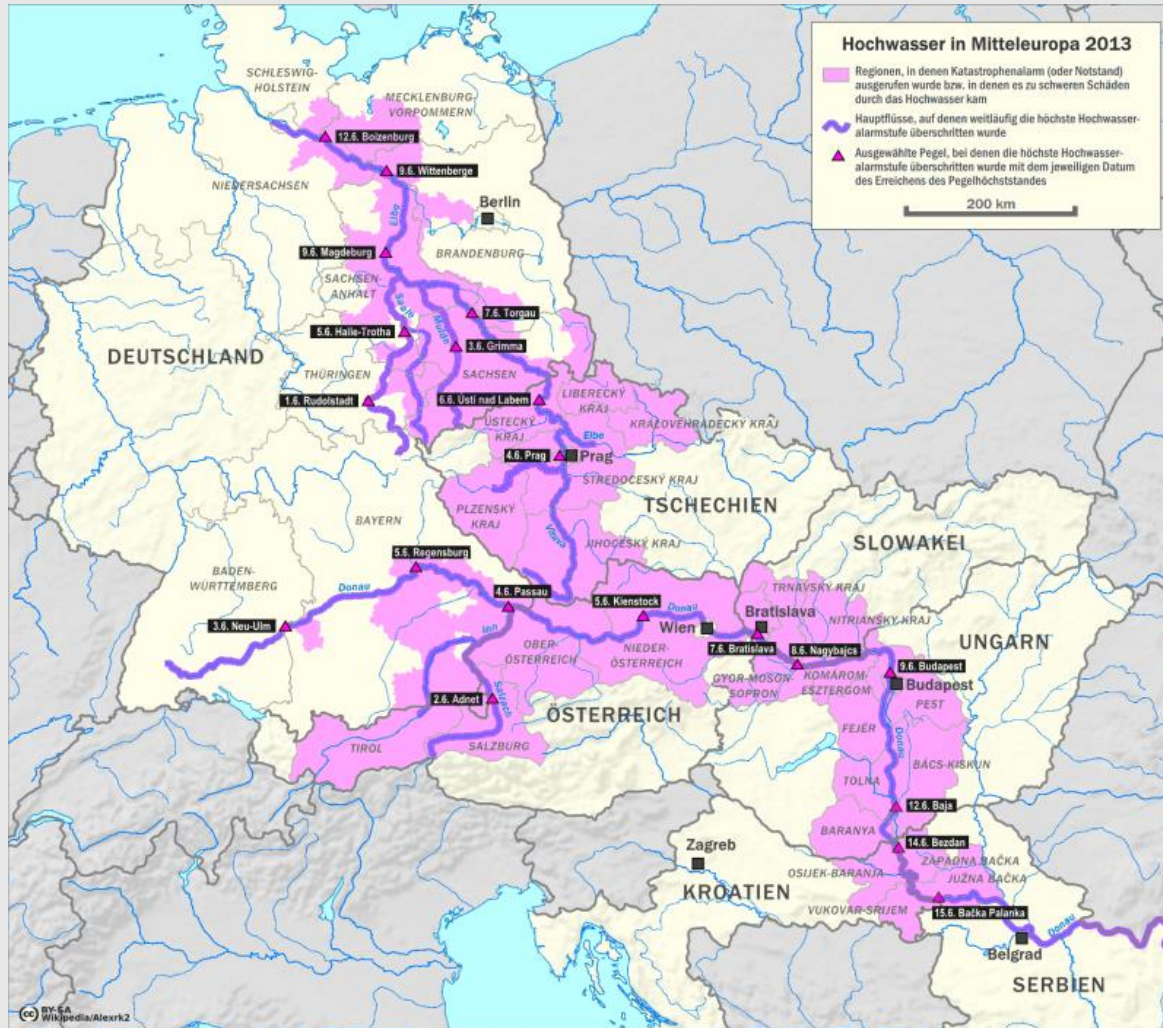 Hochwasser in Mitteleuropa 2013
Regionen, in denen Katastrophenalarm (oder Notstand)
ausgerufen wurde bzw. in denen es zu schweren Schäden
durch das Hochwasser kam
Hauptflüsse, auf denen weitläufig die höchste Hochwasser-
alarmstufe überschritten wurde
Ausgewählte Pegel, bei denen die höchste Hochwasser-
alarmstufe überschritten wurde mit dem jeweiligen Datum
des Erreichens des Pegelhöchststandes
200 km
SCHLESWIG-
HOLSTEIN
MECKLENBURG-
VORPOMMERN
12.6. Boizenburg
9.6. Wittenberge
NIEDERSACHSEN
Berlin
Elbe
9.6. Magdeburg
BRANDENBURG
SACHSEN-
ANHALT
Saale
Mulde
7.6. Torgau
5.6. Halle-Trotha
3.6. Grimma
DEUTSCHLAND
THÜRINGEN
SACHSEN
1.6. Rudolstadt
6.6. Ústí nad Labem
LIBERECKÝ
KRAJ
ÚSTECKÝ
KRAJ
KRÁLOVÉHRADECKÝ KRAJ
Elbe
4.6. Prag
Prag
STŘEDOČESKÝ KRAJ
TSCHECHIEN
PLZEŇSKÝ
KRAJ
BAYERN
Vltava
JIHOČESKÝ KRAJ
SLOWAKEI
5.6. Regensburg
BADEN-
WÜRTTEMBERG
Donau
4.6. Passau
5.6. Kienstock
Donau
TRNAVSKÝ KRAJ
Bratislava
NITRIANSKY KRAJ
3.6. Neu-Ulm
Wien
UNGARN
Inn
OBER-
ÖSTERREICH
NIEDER-
ÖSTERREICH
7.6. Bratislava
8.6. Nagybajcs
9.6. Budapest
GYOR-MOSON-
SOPRON
KOMÁROM-
ESZTERGOM
Budapest
2.6. Adnet
Salzach
ÖSTERREICH
PEST
TIROL
SALZBURG
FEJÉR
Donau
BÁCS-KISKUN
TOLNA
12.6. Baja
BARANYA
14.6. Bezdan
Zagreb
ZAPADNA BAČKA
OSIJEK-BARANJA
JUŽNA BAČKA
KROATIEN
VUKOVAR-SRIJEM
15.6. Bačka Palanka
Donau
Belgrad
SERBIEN
cc BY-SA
Wikipedia/Alexrk2